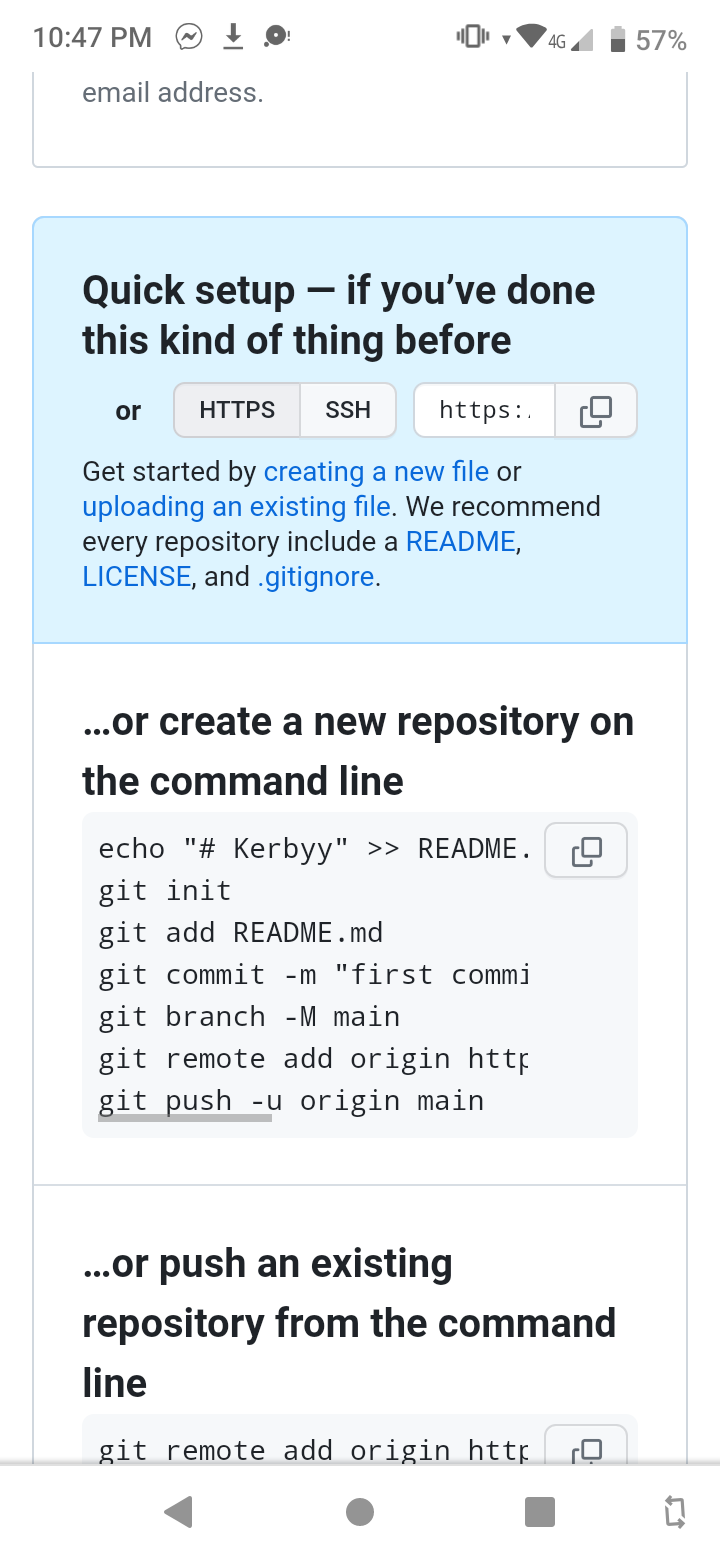 10:47 PM 4G 57%
email address.
Quick setup — if you’ve done
this kind of thing before
or HTTPS SSH https:
Get started by creating a new file or
uploading an existing file. We recommend
every repository include a README,
LICENSE, and .gitignore.
…or create a new repository on
the command line
echo "# Kerbyy" >> README.
git init
git add README.md
git commit -m "first commi
git branch -M main
git remote add origin http
git push -u origin main
…or push an existing
repository from the command
line
git remote add origin http